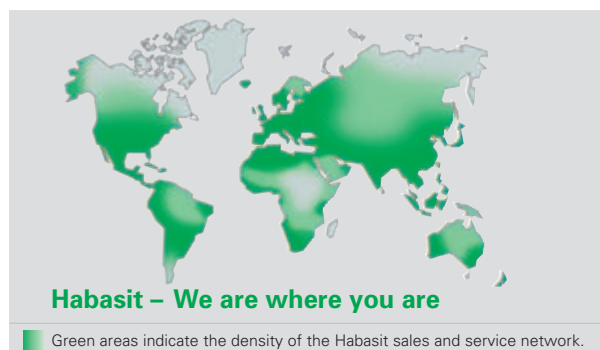 Habasit – We are where you are
Green areas indicate the density of the Habasit sales and service network.